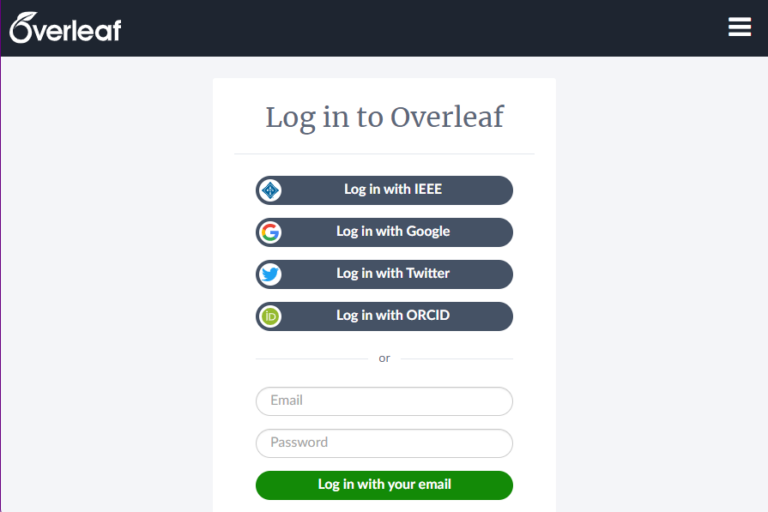 Overleaf
Log in to Overleaf
Log in with IEEE
Log in with Google
Log in with Twitter
iD
Log in with ORCID
or
Email
Password
Log in with your email